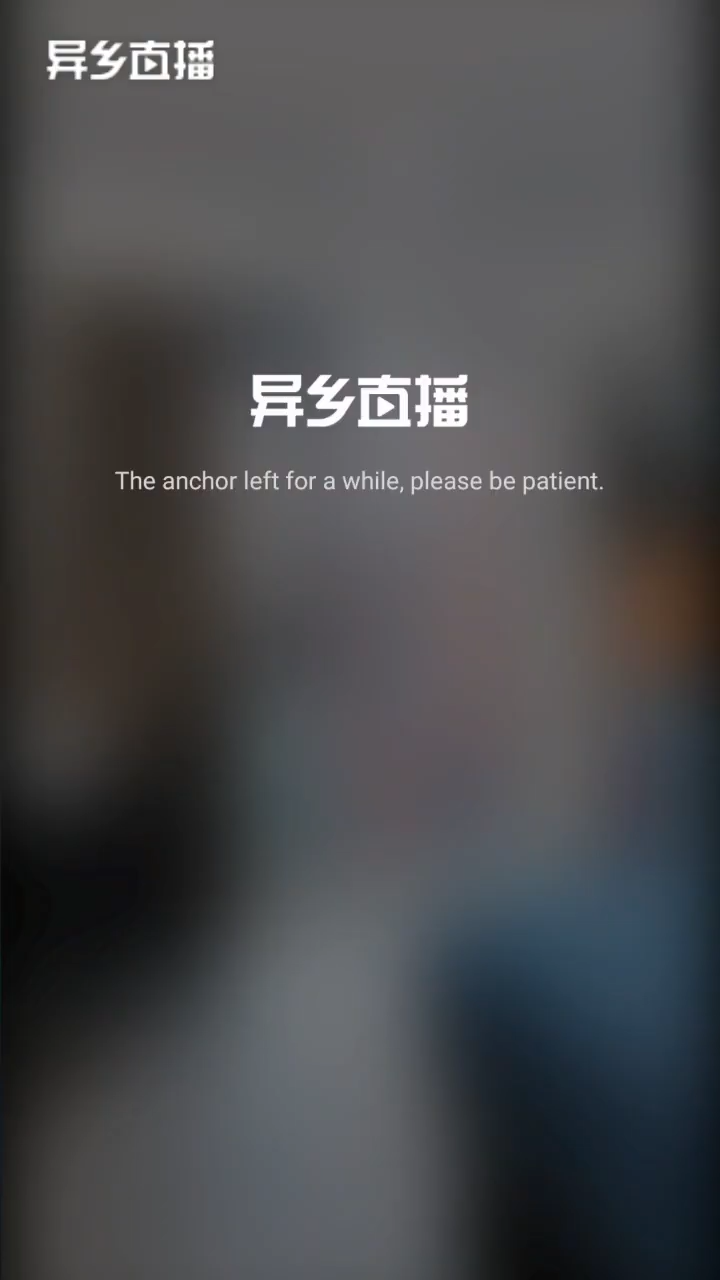 异乡直播
异乡直播
The anchor left for a while, please be patient.